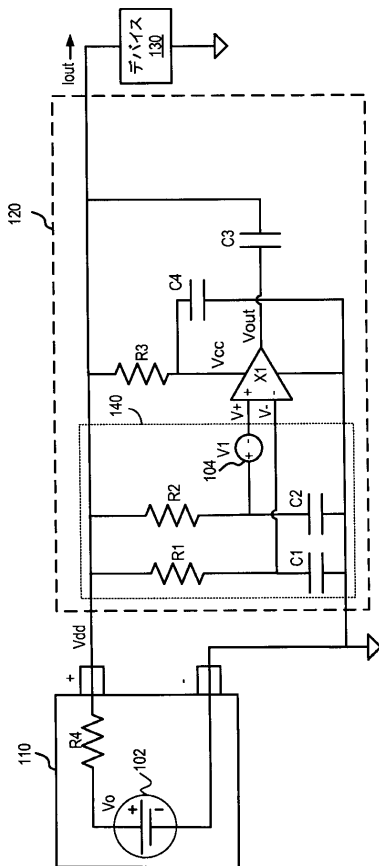 110
R4
Vo
102
+
-
+
-
Vdd
120
140
R1
R2
R3
C1
C2
104
V1
+
-
V+
V-
+
-
X1
Vcc
Vout
C4
C3
Iout
デバイス
130